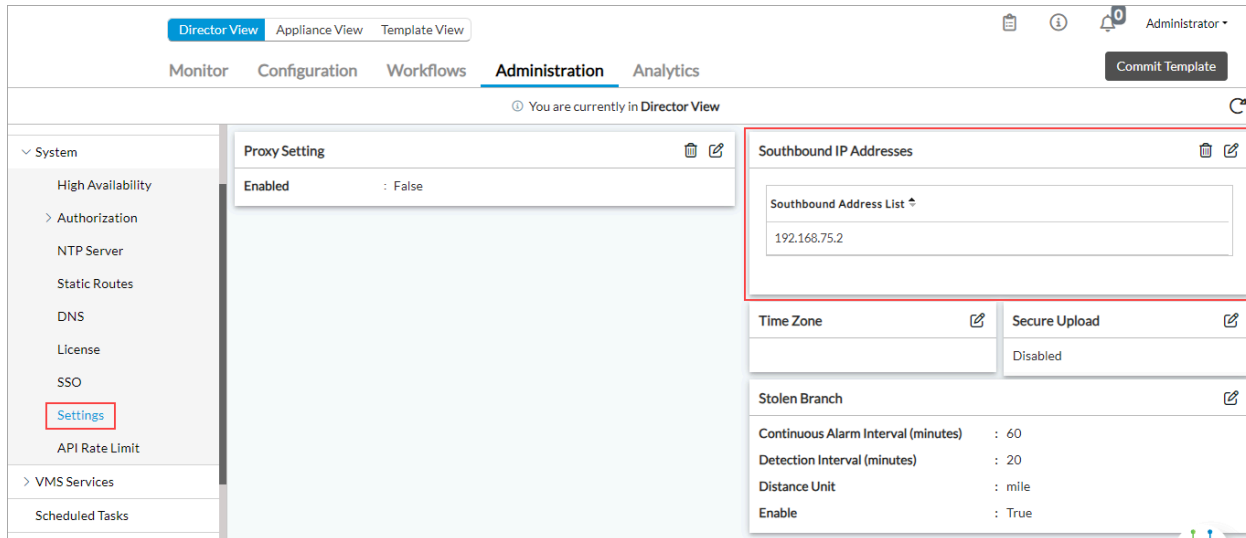 Director View Appliance View Template View
0
Administrator
Monitor Configuration Workflows Administration Analytics
Commit Template
You are currently in Director View
System
High Availability
Authorization
NTP Server
Static Routes
DNS
License
SSO
Settings
API Rate Limit
VMS Services
Scheduled Tasks
Proxy Setting
Enabled : False
Southbound IP Addresses
Southbound Address List
192.168.75.2
Time Zone
Secure Upload
Disabled
Stolen Branch
Continuous Alarm Interval (minutes) : 60
Detection Interval (minutes) : 20
Distance Unit : mile
Enable : True